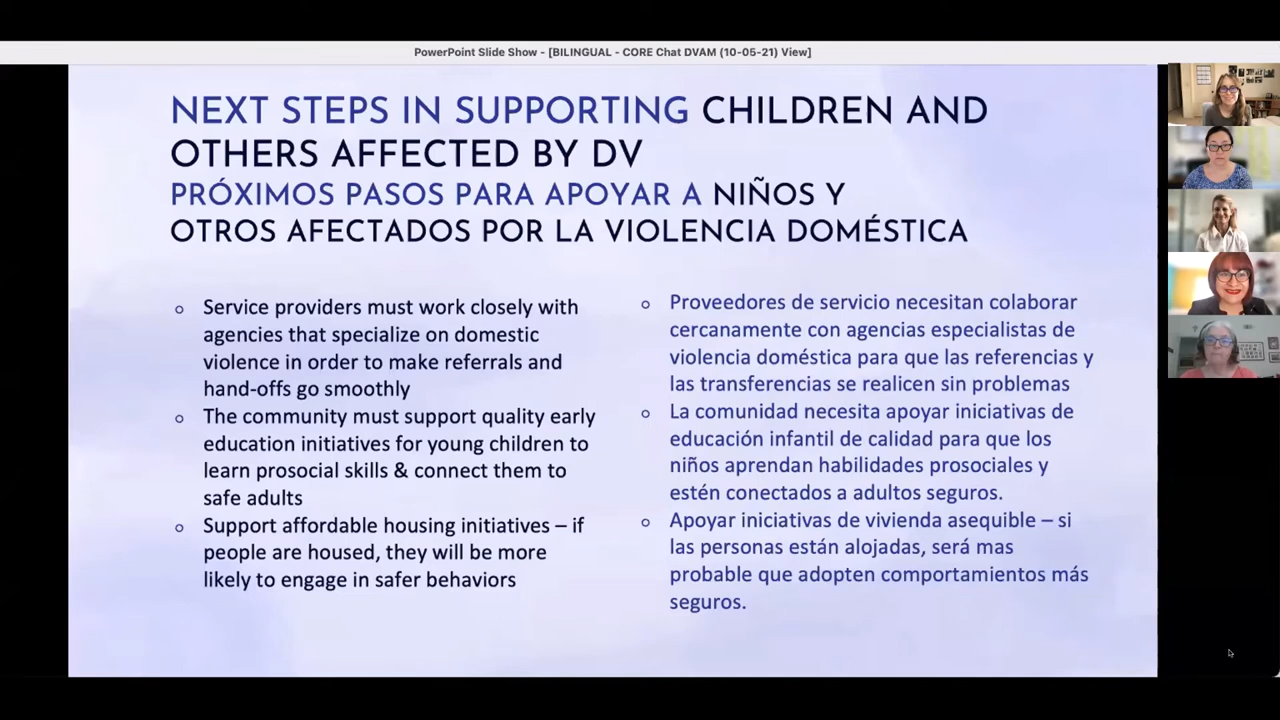 PowerPoint Slide Show - [BILINGUAL - CORE Chat DVAM (10-05-21) View]
NEXT STEPS IN SUPPORTING CHILDREN AND
OTHERS AFFECTED BY DV
PRÓXIMOS PASOS PARA APOYAR A NIÑOS Y
OTROS AFECTADOS POR LA VIOLENCIA DOMÉSTICA
Service providers must work closely with
agencies that specialize on domestic
violence in order to make referrals and
hand-offs go smoothly
The community must support quality early
education initiatives for young children to
learn prosocial skills & connect them to
safe adults
Support affordable housing initiatives – if
people are housed, they will be more
likely to engage in safer behaviors
Proveedores de servicio necesitan colaborar
cercanamente con agencias especialistas de
violencia doméstica para que las referencias y
las transferencias se realicen sin problemas
La comunidad necesita apoyar iniciativas de
educación infantil de calidad para que los
niños aprendan habilidades prosociales y
estén conectados a adultos seguros.
Apoyar iniciativas de vivienda asequible – si
las personas están alojadas, será mas
probable que adopten comportamientos más
seguros.